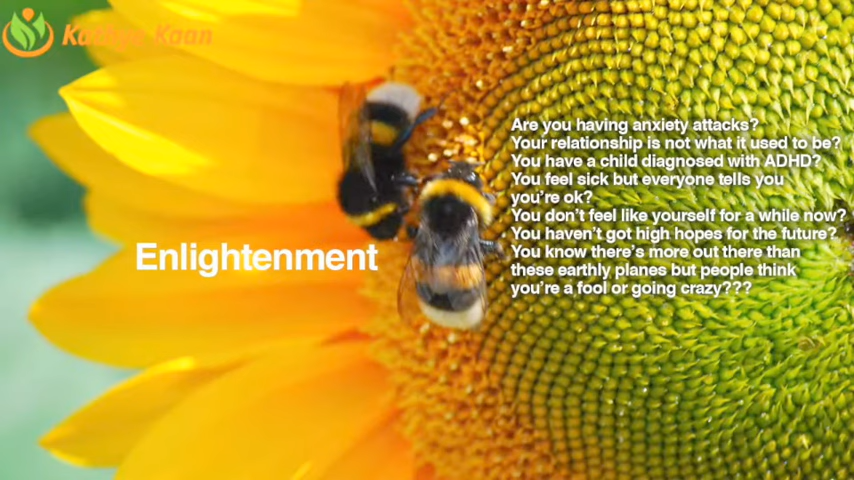 Kathye Kaan
Enlightenment
Are you having anxiety attacks?
Your relationship is not what it used to be?
You have a child diagnosed with ADHD?
You feel sick but everyone tells you
you're ok?
You don't feel like yourself for a while now?
You haven't got high hopes for the future?
You know there's more out there than
these earthly planes but people think
you're a fool or going crazy???